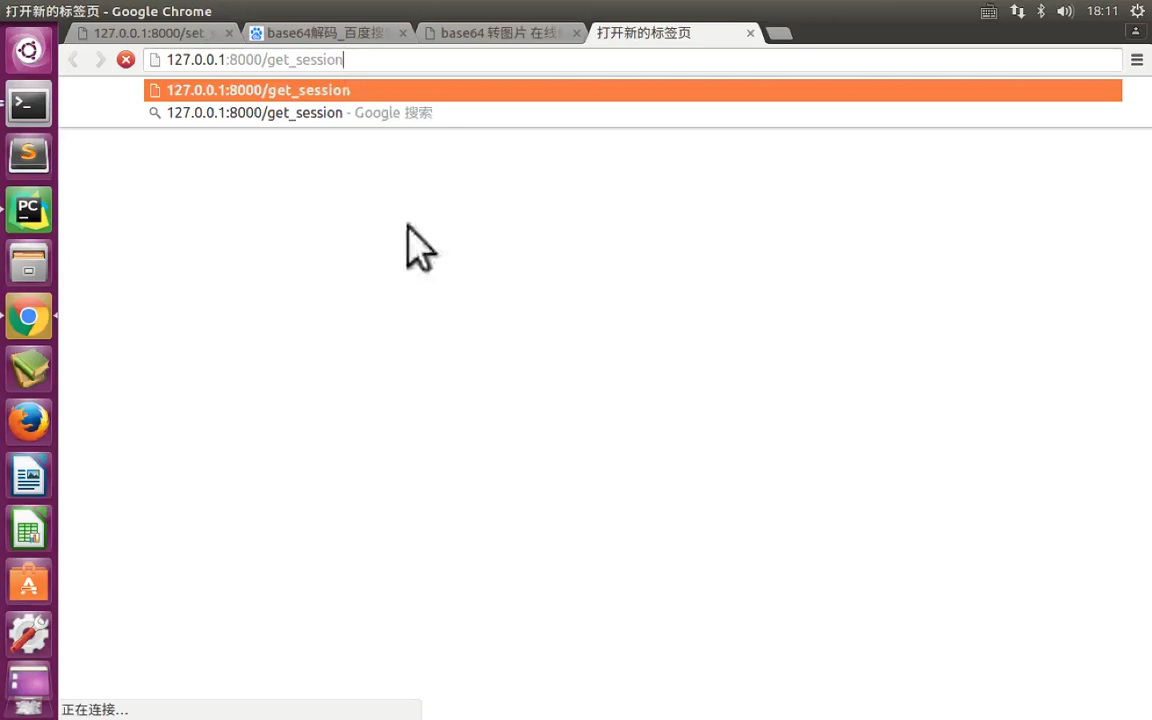 打开新的标签页 - Google Chrome
18:11
127.0.0.1:8000/set_s
base64解码_百度搜
base64 转图片 在线
打开新的标签页
127.0.0.1:8000/get_session
127.0.0.1:8000/get_session
127.0.0.1:8000/get_session - Google 搜索
正在连接...